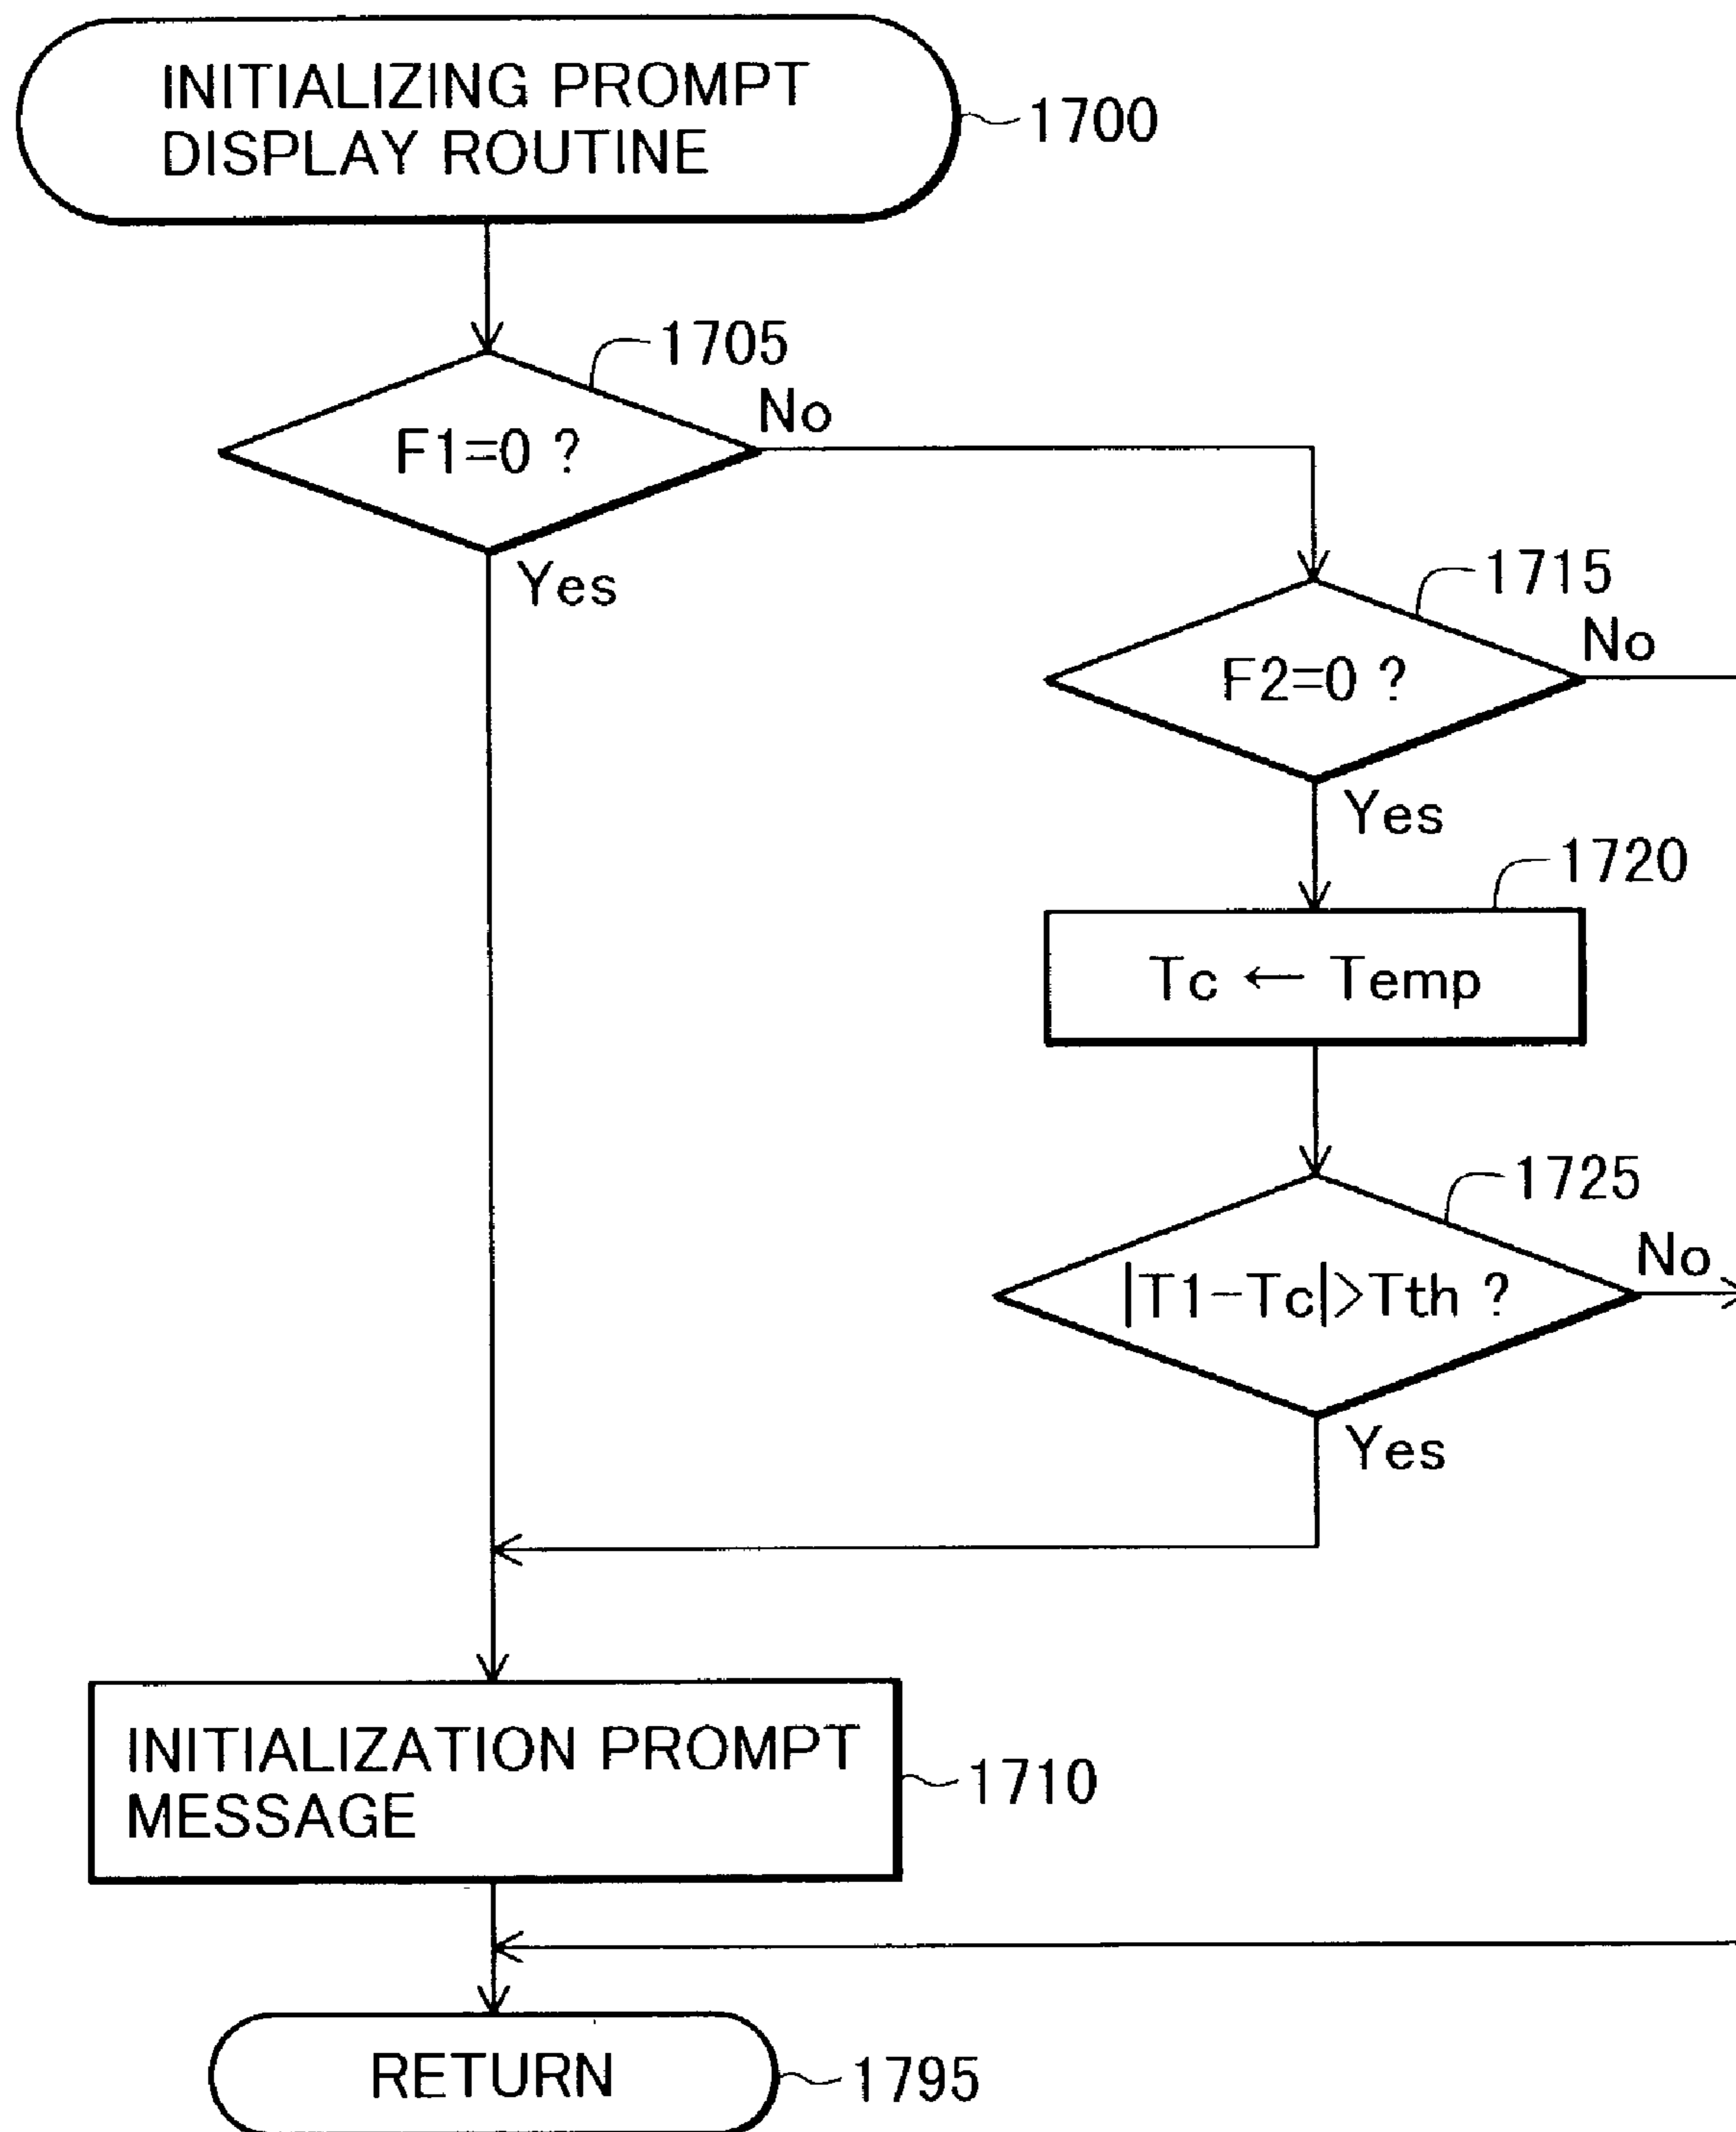 INITIALIZING PROMPT
DISPLAY ROUTINE
1700
1705
F1=0 ?
No
Yes
1715
F2=0 ?
No
Yes
1720
Tc ← Temp
1725
|T1-Tc|>Tth ?
No
Yes
INITIALIZATION PROMPT
MESSAGE
1710
RETURN
1795